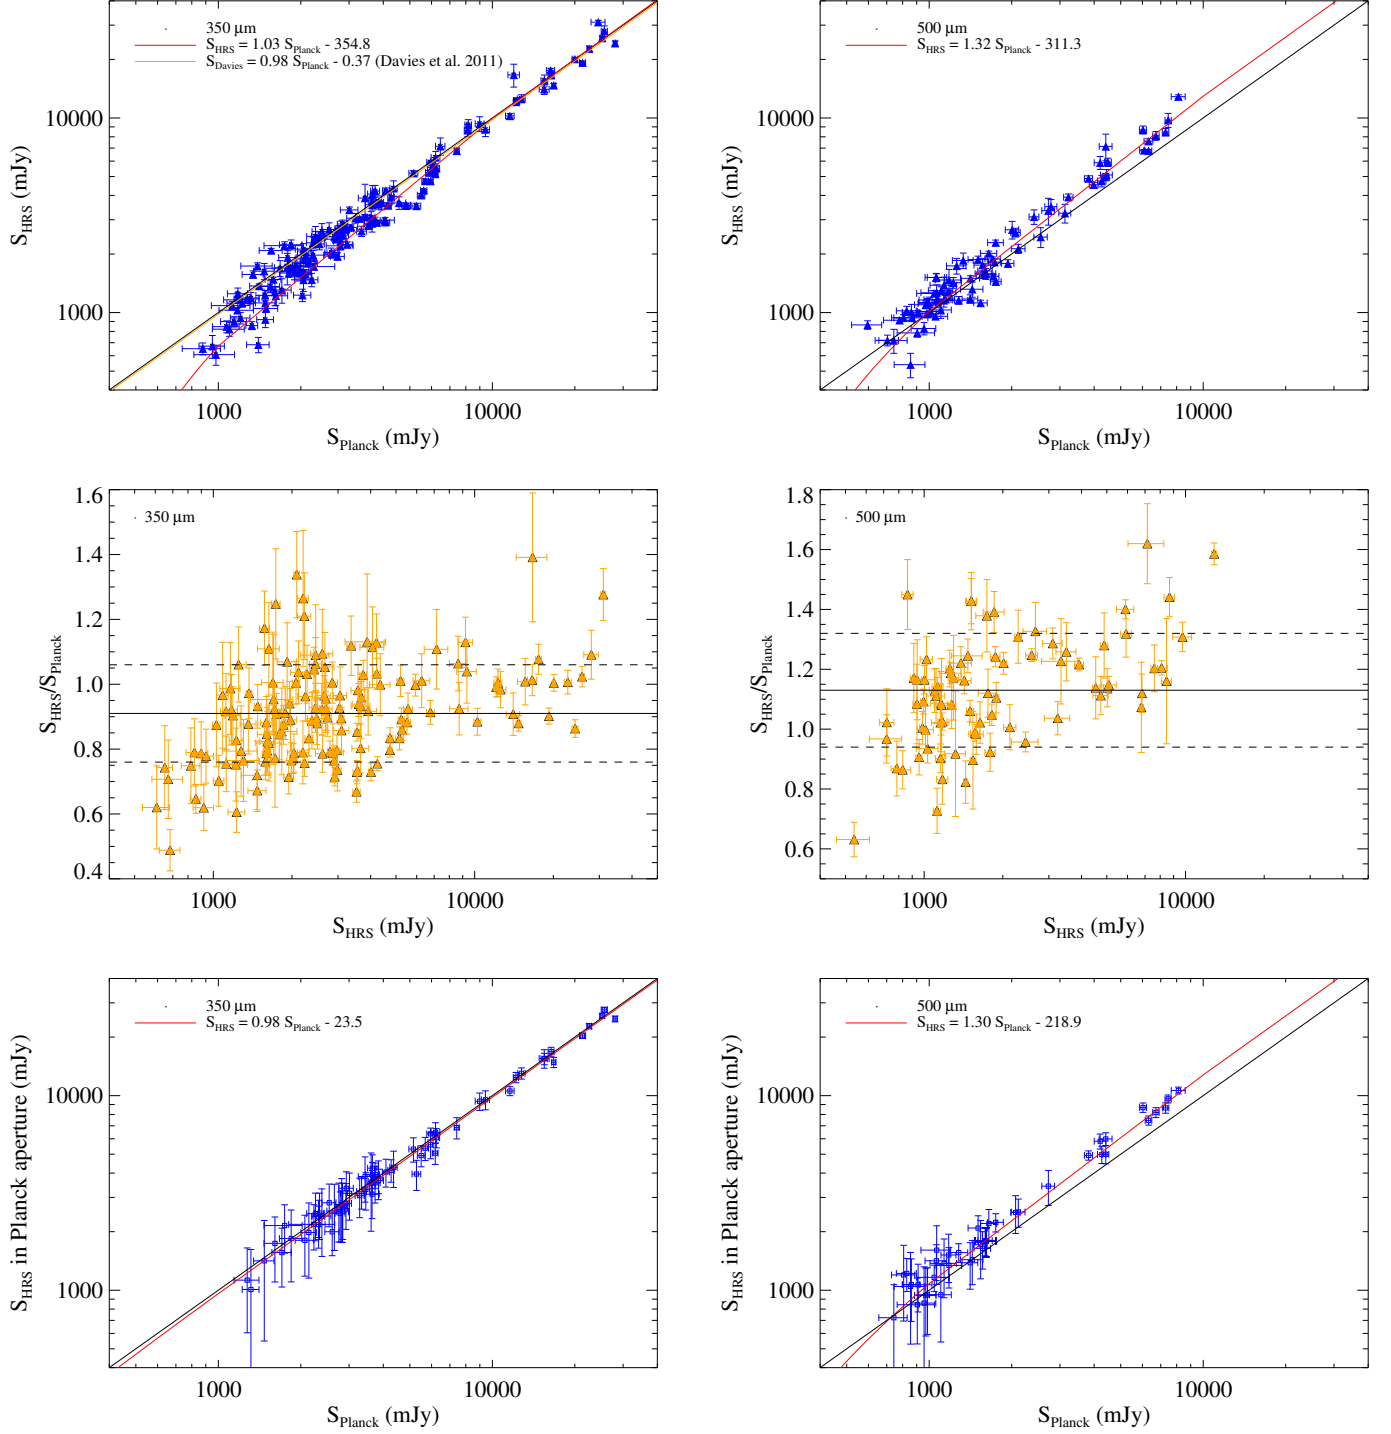 350 μm
S_HRS = 1.03 S_Planck - 354.8
S_Davies = 0.98 S_Planck - 0.37 (Davies et al. 2011)
10000
1000
S_HRS (mJy)
1000 10000
S_Planck (mJy)
500 μm
S_HRS = 1.32 S_Planck - 311.3
10000
1000
S_HRS (mJy)
1000 10000
S_Planck (mJy)
350 μm
1.6
1.4
1.2
1.0
0.8
0.6
0.4
S_HRS/S_Planck
1000 10000
S_HRS (mJy)
500 μm
1.8
1.6
1.4
1.2
1.0
0.8
0.6
S_HRS/S_Planck
1000 10000
S_HRS (mJy)
350 μm
S_HRS = 0.98 S_Planck - 23.5
10000
1000
S_HRS in Planck aperture (mJy)
1000 10000
S_Planck (mJy)
500 μm
S_HRS = 1.30 S_Planck - 218.9
10000
1000
S_HRS in Planck aperture (mJy)
1000 10000
S_Planck (mJy)